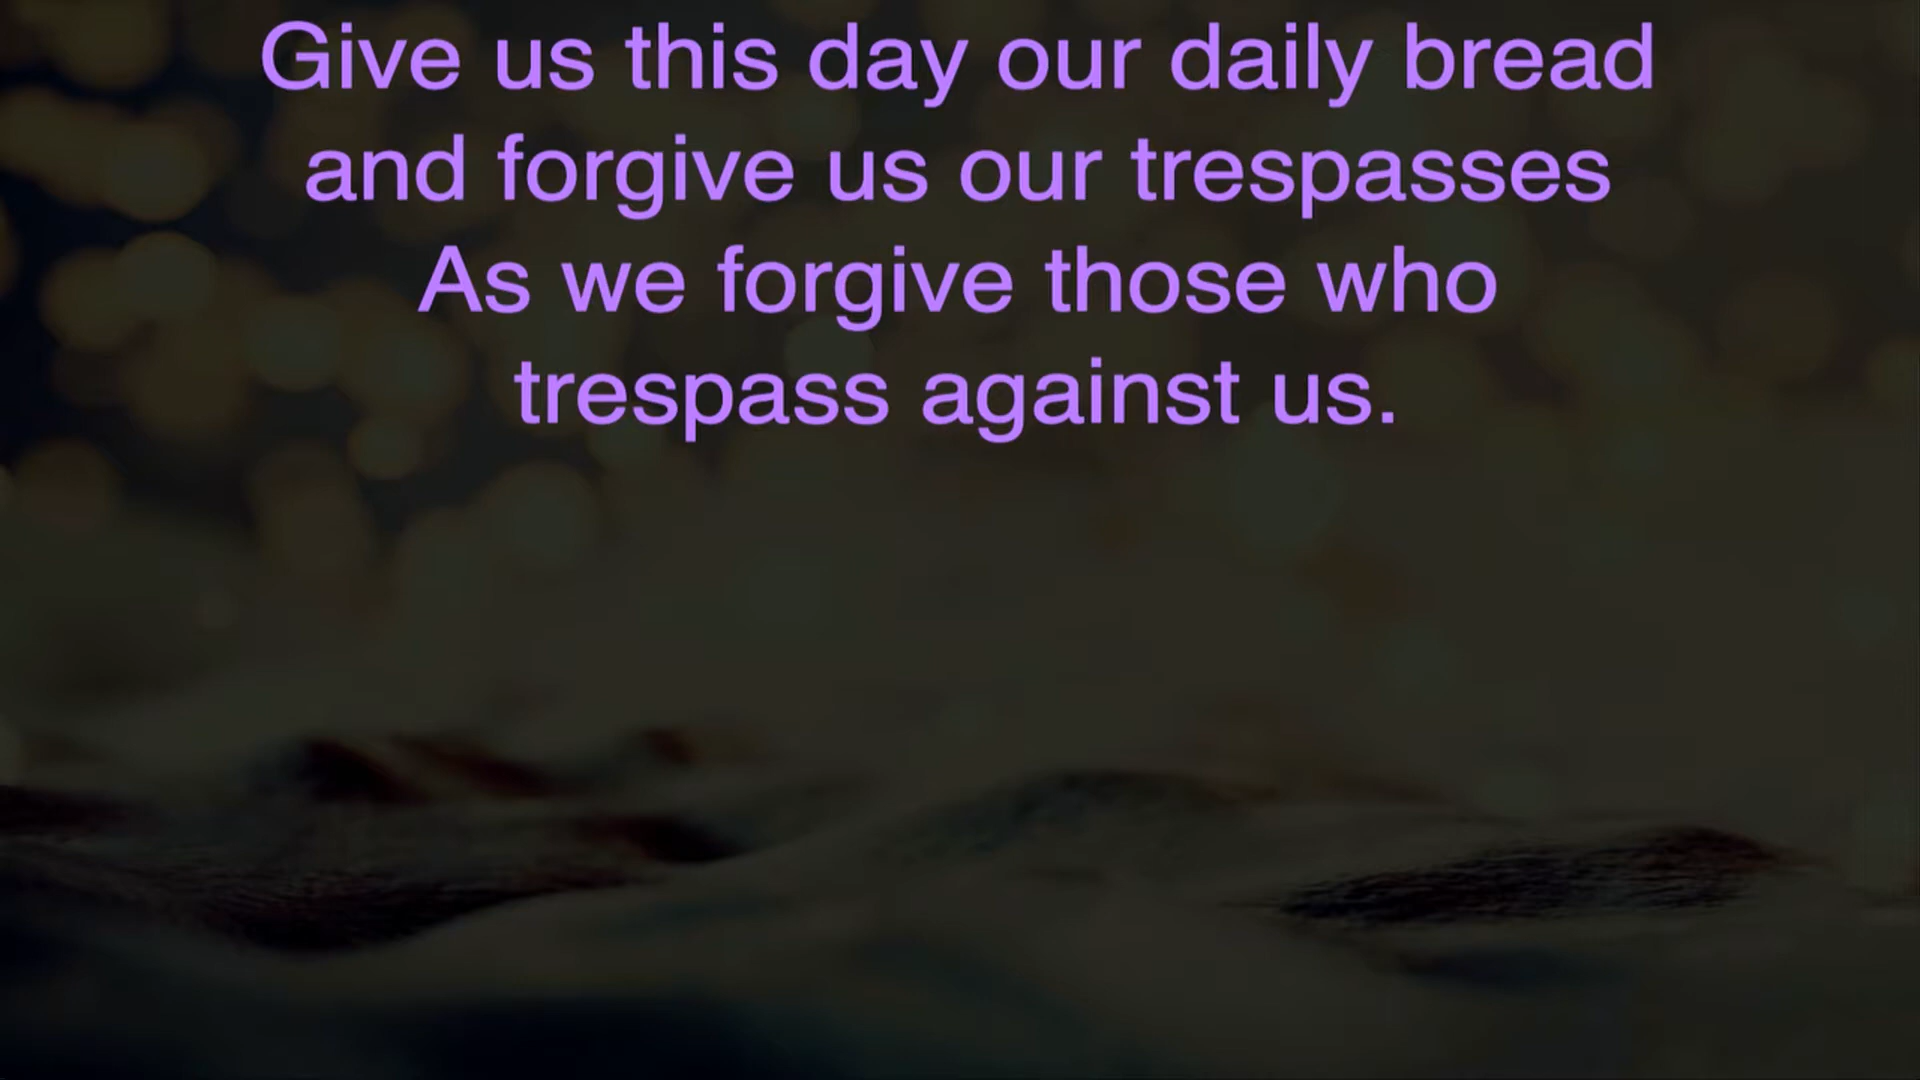 Give us this day our daily bread
and forgive us our trespasses
As we forgive those who
trespass against us.